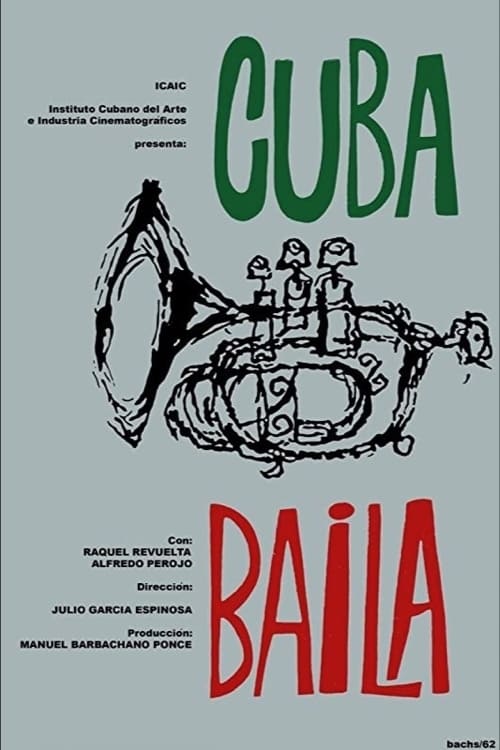 CUBA
ICAIC
Instituto Cubano del Arte
e Industria Cinematográficos
presenta:
Con:
RAQUEL REVUELTA
ALFREDO PEROJO
Dirección:
JULIO GARCIA ESPINOSA
Producción:
MANUEL BARBACHANO PONCE
BAILA
bachs/62